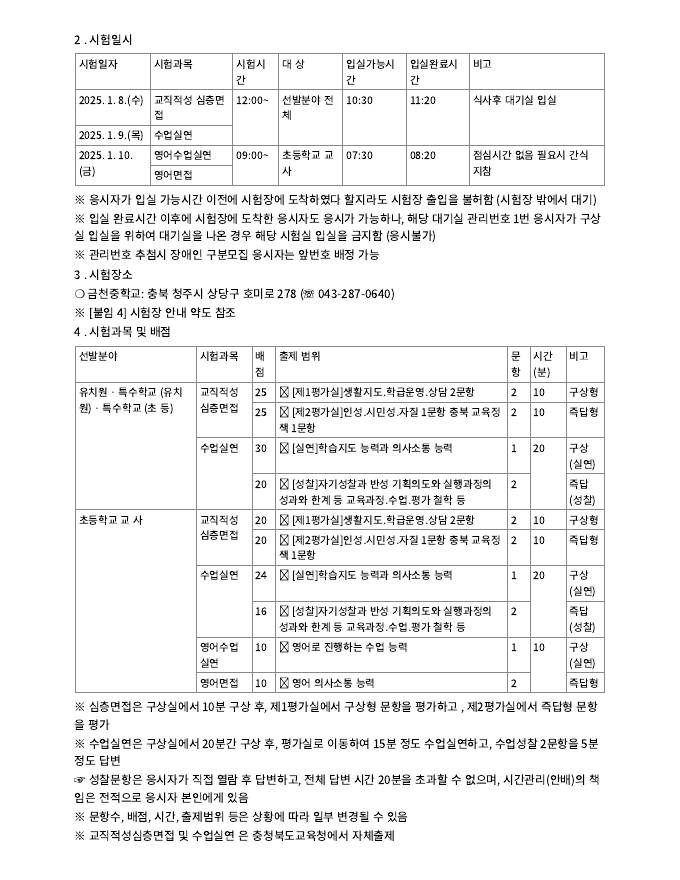 2 . 시험일시
시험일자 시험과목 시험시간 대 상 입실가능시간 입실완료시간 비고
2025. 1. 8.(수) 교직적성 심층면접 12:00~ 선발분야 전체 10:30 11:20 식사후 대기실 입실
2025. 1. 9.(목) 수업실연
2025. 1. 10.(금) 영어수업실연 09:00~ 초등학교 교사 07:30 08:20 점심시간 없음 필요시 간식 지참
영어면접
※ 응시자가 입실 가능시간 이전에 시험장에 도착하였다 할지라도 시험장 출입을 불허함 (시험장 밖에서 대기)
※ 입실 완료시간 이후에 시험장에 도착한 응시자도 응시가 가능하나, 해당 대기실 관리번호 1번 응시자가 구상
실 입실을 위하여 대기실을 나온 경우 해당 시험실 입실을 금지함 (응시불가)
※ 관리번호 추첨시 장애인 구분모집 응시자는 앞번호 배정 가능
3 . 시험장소
❍ 금천중학교: 충북 청주시 상당구 호미로 278 (☏ 043-287-0640)
※ [붙임 4] 시험장 안내 약도 참조
4 . 시험과목 및 배점
선발분야 시험과목 배점 출제 범위 문항 시간(분) 비고
유치원 · 특수학교 (유치원) · 특수학교 (초 등) 교직적성 심층면접 25 [제1평가실]생활지도.학급운영.상담 2문항 2 10 구상형
25 [제2평가실]인성.시민성.자질 1문항 충북 교육정책 1문항 2 10 즉답형
수업실연 30 [실연]학습지도 능력과 의사소통 능력 1 20 구상(실연)
20 [성찰]자기성찰과 반성 기획의도와 실행과정의 성과와 한계 등 교육과정.수업.평가 철학 등 2 즉답(성찰)
초등학교 교 사 교직적성 심층면접 20 [제1평가실]생활지도.학급운영.상담 2문항 2 10 구상형
20 [제2평가실]인성.시민성.자질 1문항 충북 교육정책 1문항 2 10 즉답형
수업실연 24 [실연]학습지도 능력과 의사소통 능력 1 20 구상(실연)
16 [성찰]자기성찰과 반성 기획의도와 실행과정의 성과와 한계 등 교육과정.수업.평가 철학 등 2 즉답(성찰)
영어수업실연 10 영어로 진행하는 수업 능력 1 10 구상(실연)
영어면접 10 영어 의사소통 능력 2 즉답형
※ 심층면접은 구상실에서 10분 구상 후, 제1평가실에서 구상형 문항을 평가하고 , 제2평가실에서 즉답형 문항
을 평가
※ 수업실연은 구상실에서 20분간 구상 후, 평가실로 이동하여 15분 정도 수업실연하고, 수업성찰 2문항을 5분
정도 답변
☞ 성찰문항은 응시자가 직접 열람 후 답변하고, 전체 답변 시간 20분을 초과할 수 없으며, 시간관리(안배)의 책
임은 전적으로 응시자 본인에게 있음
※ 문항수, 배점, 시간, 출제범위 등은 상황에 따라 일부 변경될 수 있음
※ 교직적성심층면접 및 수업실연 은 충청북도교육청에서 자체출제